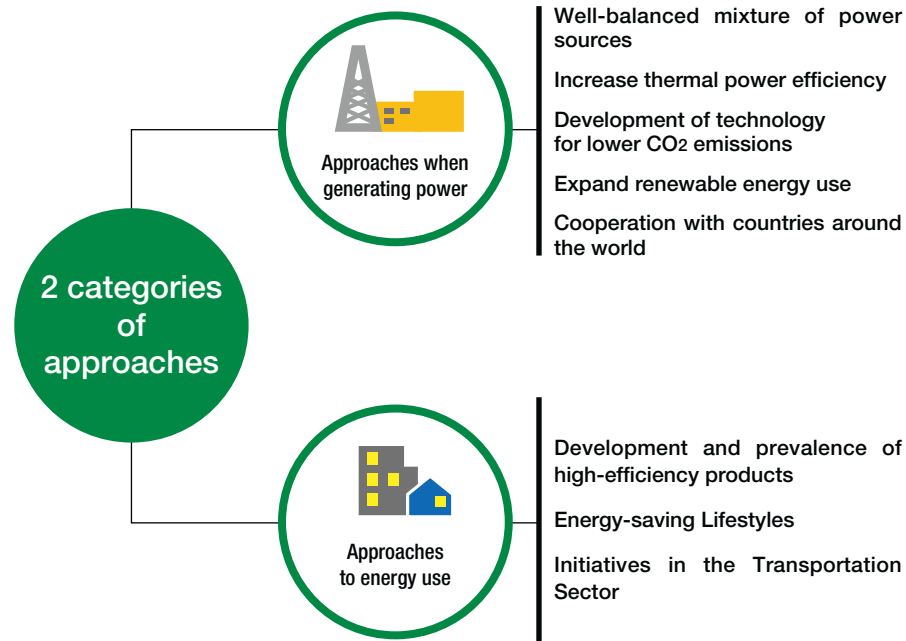 2 categories
of
approaches
Approaches when
generating power
Well-balanced mixture of power
sources
Increase thermal power efficiency
Development of technology
for lower CO2 emissions
Expand renewable energy use
Cooperation with countries around
the world
Approaches
to energy use
Development and prevalence of
high-efficiency products
Energy-saving Lifestyles
Initiatives in the Transportation
Sector